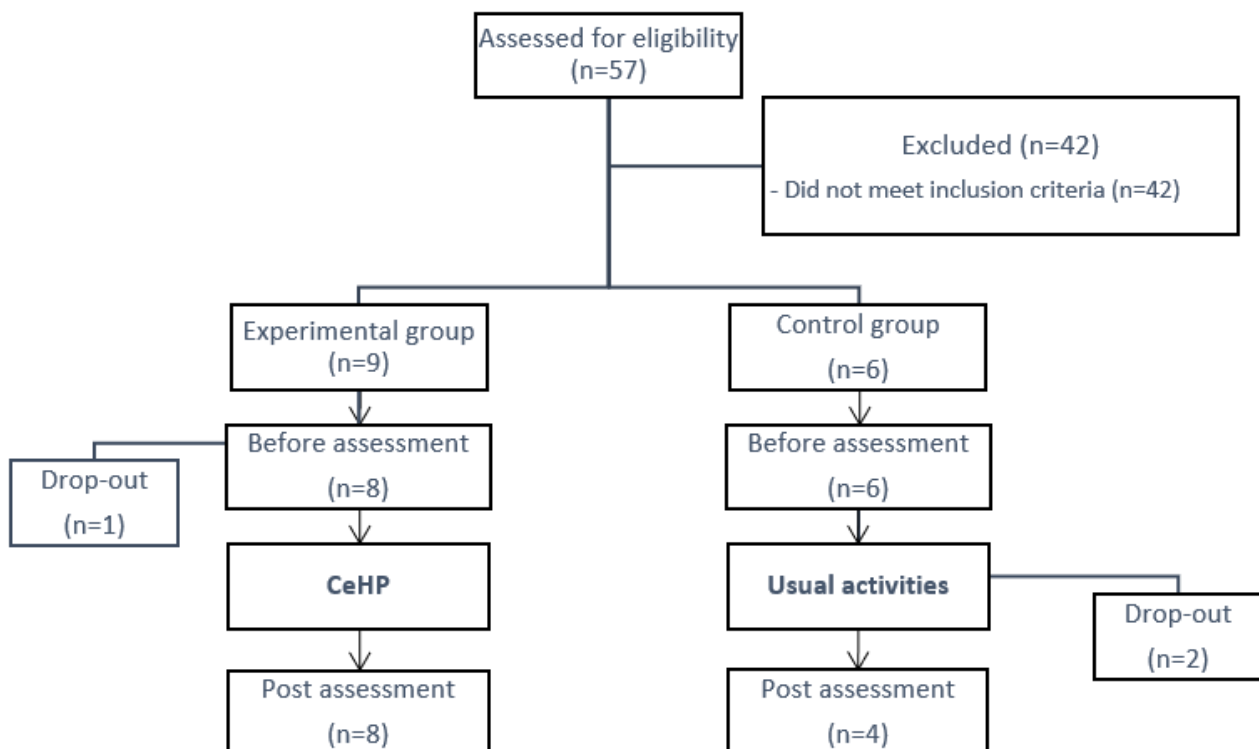 Assessed for eligibility
(n=57)
Excluded (n=42)
- Did not meet inclusion criteria (n=42)
Experimental group
(n=9)
Control group
(n=6)
Before assessment
(n=8)
Before assessment
(n=6)
Drop-out
(n=1)
CeHP
Usual activities
Drop-out
(n=2)
Post assessment
(n=8)
Post assessment
(n=4)